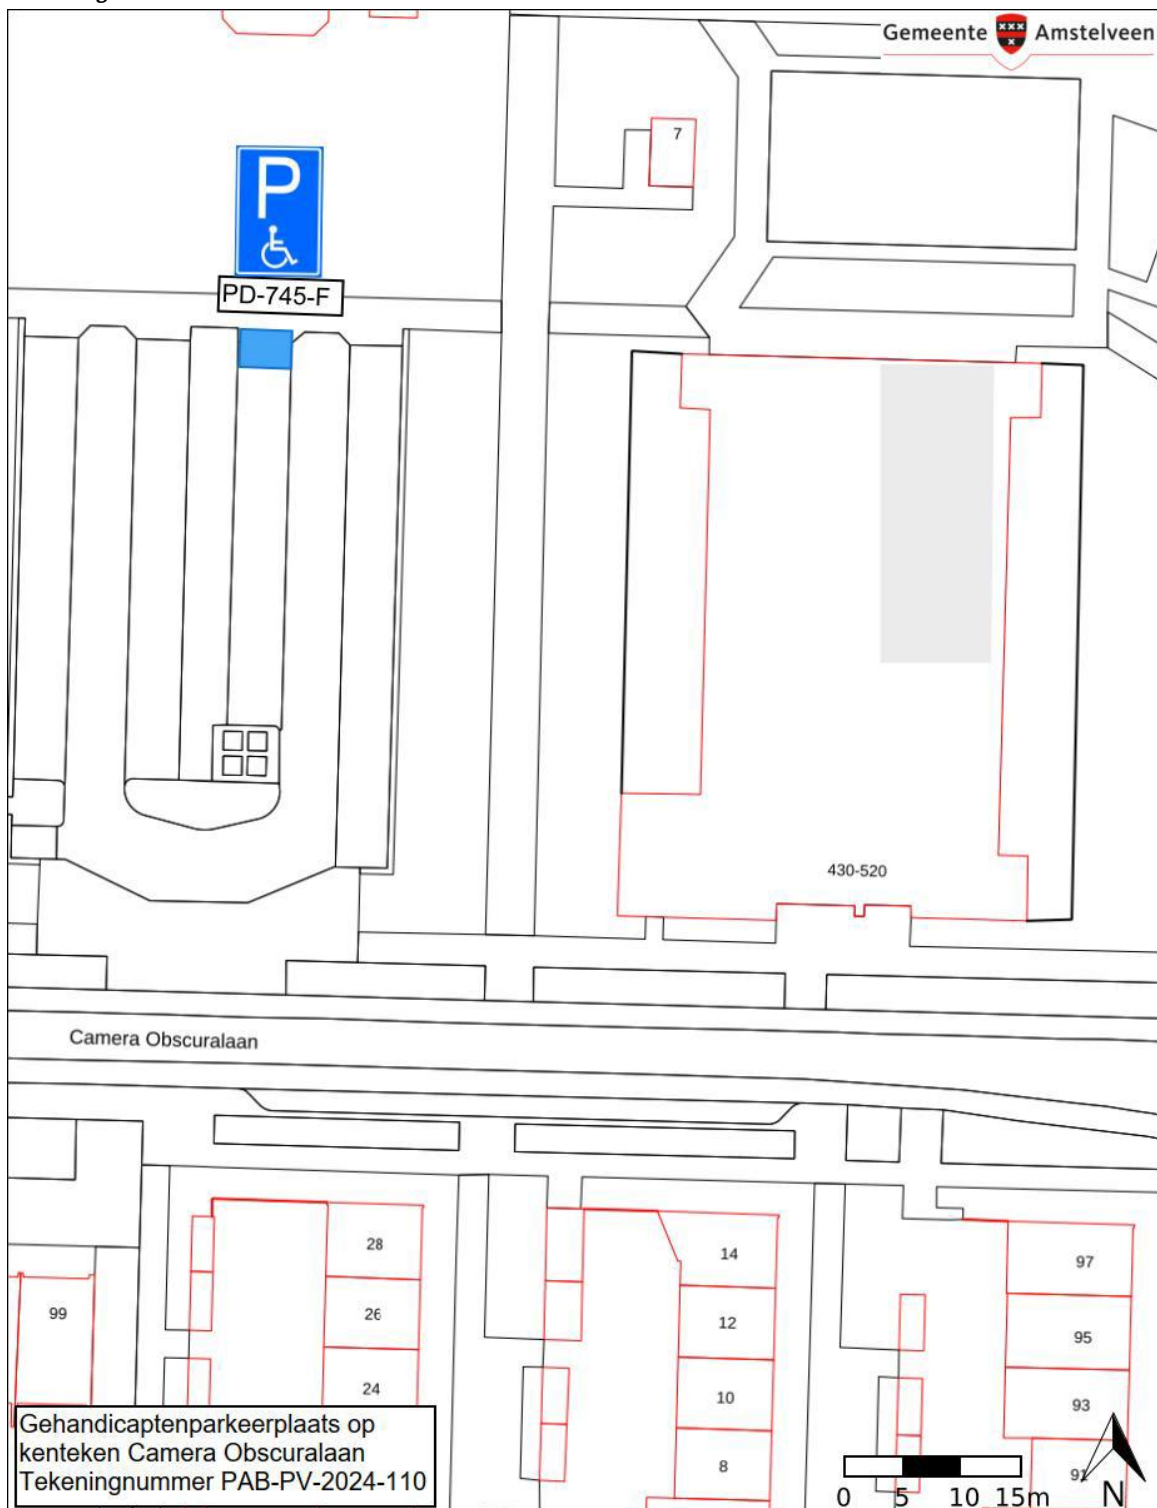 Gemeente Amstelveen
7
P
PD-745-F
430-520
Camera Obscuralaan
28
14
97
99
26
12
95
24
10
93
8
91
Gehandicaptenparkeerplaats op
kenteken Camera Obscuralaan
Tekeningnummer PAB-PV-2024-110
0 5 10 15m
N